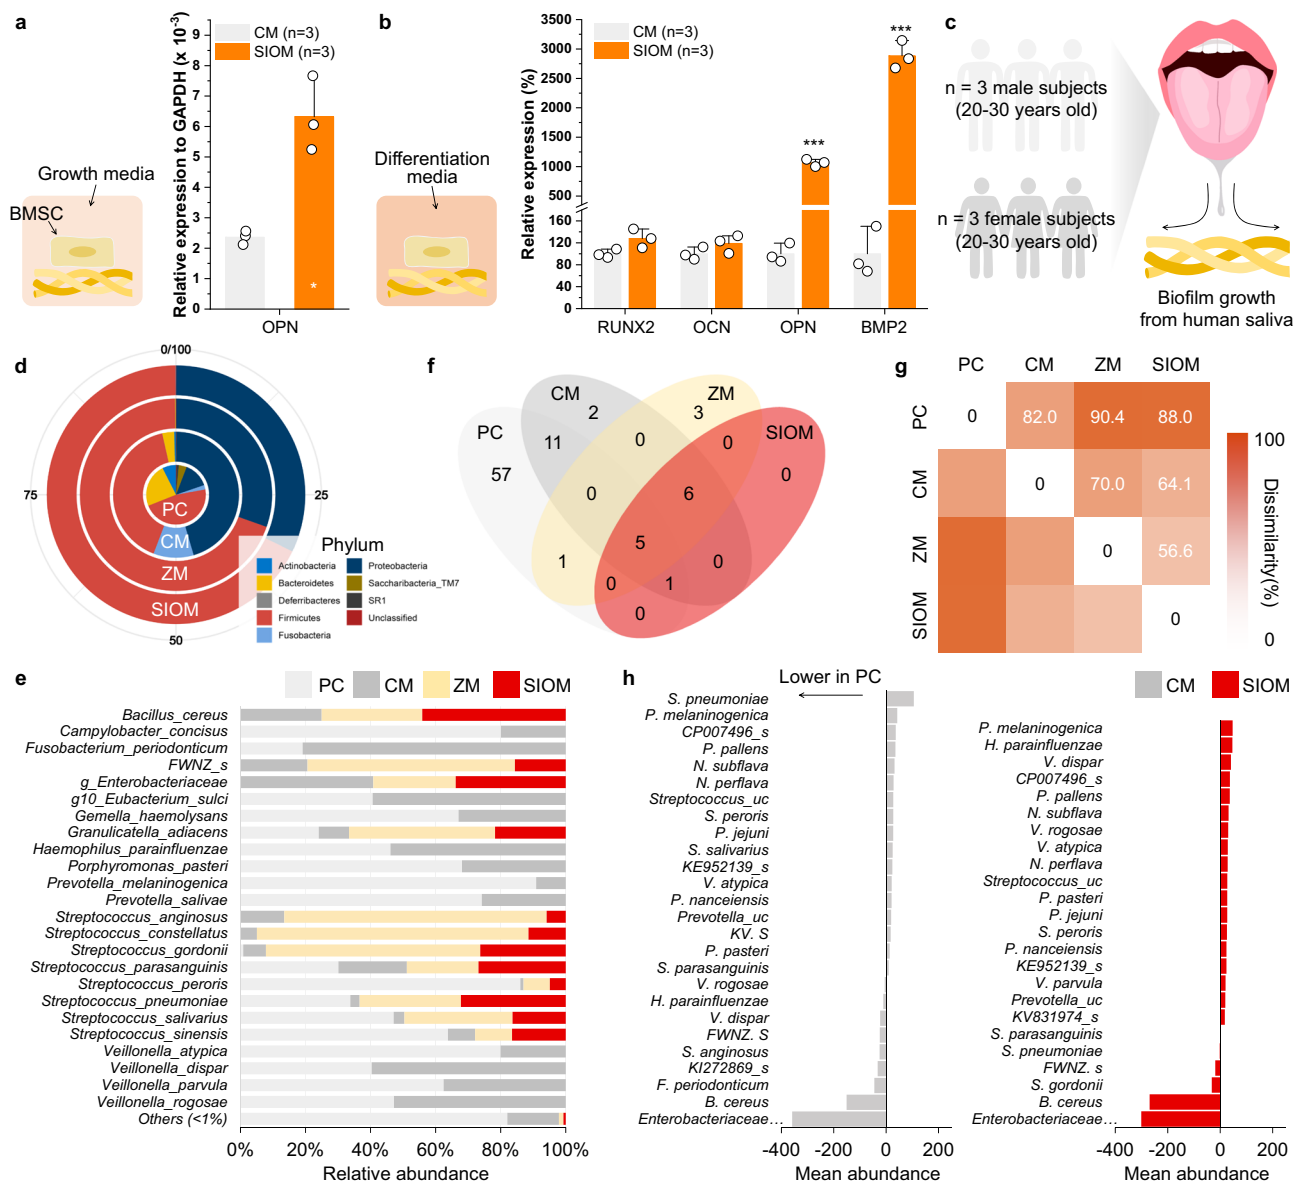 a
Relative expression to GAPDH (x 10⁻³)
9
8
7
6
5
4
3
2
1
0
CM (n=3)
SIOM (n=3)
*
OPN
Growth media
BMSC
b
Differentiation
media
Relative expression (%)
3500
3000
2500
2000
1500
1000
500
160
120
80
40
0
CM (n=3)
SIOM (n=3)
***
***
RUNX2
OCN
OPN
BMP2
c
n = 3 male subjects
(20-30 years old)
n = 3 female subjects
(20-30 years old)
Biofilm growth
from human saliva
d
0/100
25
50
75
PC
CM
ZM
SIOM
Phylum
Actinobacteria
Bacteroidetes
Deferribacteres
Firmicutes
Fusobacteria
Proteobacteria
Saccharibacteria_TM7
SR1
Unclassified
f
CM
ZM
PC
SIOM
2
3
11
0
0
57
0
0
6
5
1
0
0
1
0
g
PC
CM
ZM
SIOM
PC
0
82.0
90.4
88.0
CM
0
70.0
64.1
ZM
0
56.6
SIOM
0
100
Dissimilarity(%)
0
e
PC
CM
ZM
SIOM
Bacillus_cereus
Campylobacter_concisus
Fusobacterium_periodonticum
FWNZ_s
g_Enterobacteriaceae
g10_Eubacterium_sulci
Gemella_haemolysans
Granulicatella_adiacens
Haemophilus_parainfluenzae
Porphyromonas_pasteri
Prevotella_melaninogenica
Prevotella_salivae
Streptococcus_anginosus
Streptococcus_constellatus
Streptococcus_gordonii
Streptococcus_parasanguinis
Streptococcus_peroris
Streptococcus_pneumoniae
Streptococcus_salivarius
Streptococcus_sinensis
Veillonella_atypica
Veillonella_dispar
Veillonella_parvula
Veillonella_rogosae
Others (<1%)
0%
20%
40%
60%
80%
100%
Relative abundance
h
Lower in PC
CM
SIOM
S. pneumoniae
P. melaninogenica
CP007496_s
P. pallens
N. subflava
N. perflava
Streptococcus_uc
S. peroris
P. jejuni
S. salivarius
KE952139_s
V. atypica
P. nanceiensis
Prevotella_uc
KV. S
P. pasteri
S. parasanguinis
V. rogosae
H. parainfluenzae
V. dispar
FWNZ. S
S. anginosus
KI272869_s
F. periodonticum
B. cereus
Enterobacteriaceae...
-400
-200
0
200
Mean abundance
P. melaninogenica
H. parainfluenzae
V. dispar
CP007496_s
P. pallens
N. subflava
V. rogosae
V. atypica
N. perflava
Streptococcus_uc
P. pasteri
P. jejuni
S. peroris
P. nanceiensis
KE952139_s
V. parvula
Prevotella_uc
KV831974_s
S. parasanguinis
S. pneumoniae
FWNZ. s
S. gordonii
B. cereus
Enterobacteriaceae...
-400
-200
0
200
Mean abundance